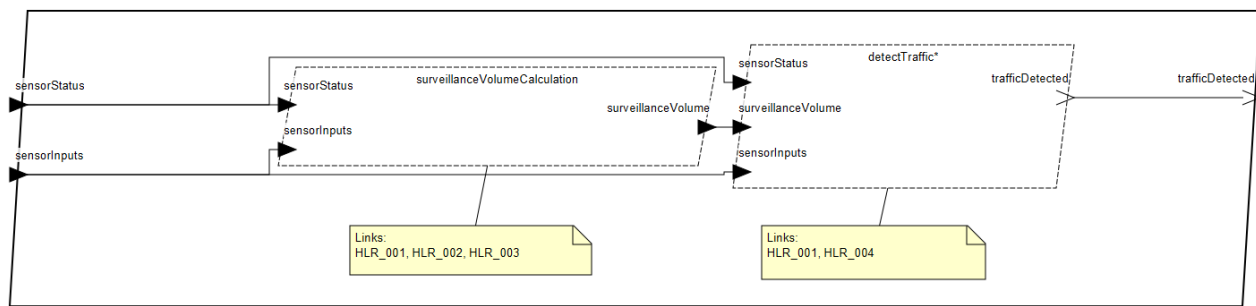 detectTraffic*
sensorStatus
surveillanceVolumeCalculation
sensorStatus
sensorStatus
trafficDetected
trafficDetected
surveillanceVolume
surveillanceVolume
sensorInputs
sensorInputs
sensorInputs
Links:
HLR_001, HLR_002, HLR_003
Links:
HLR_001, HLR_004